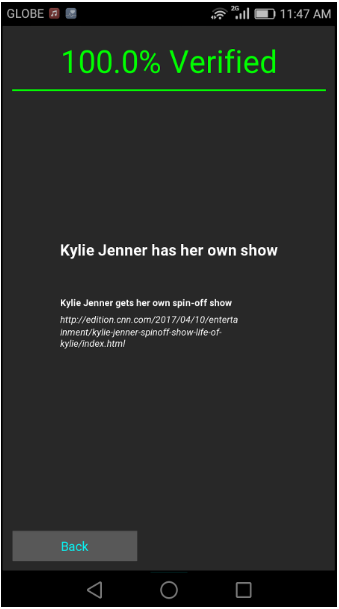 GLOBE 2G 11:47 AM
100.0% Verified
Kylie Jenner has her own show
Kylie Jenner gets her own spin-off show
http://edition.cnn.com/2017/04/10/enterta
inment/kylie-jenner-spinoff-show-life-of-
kylie/index.html
Back